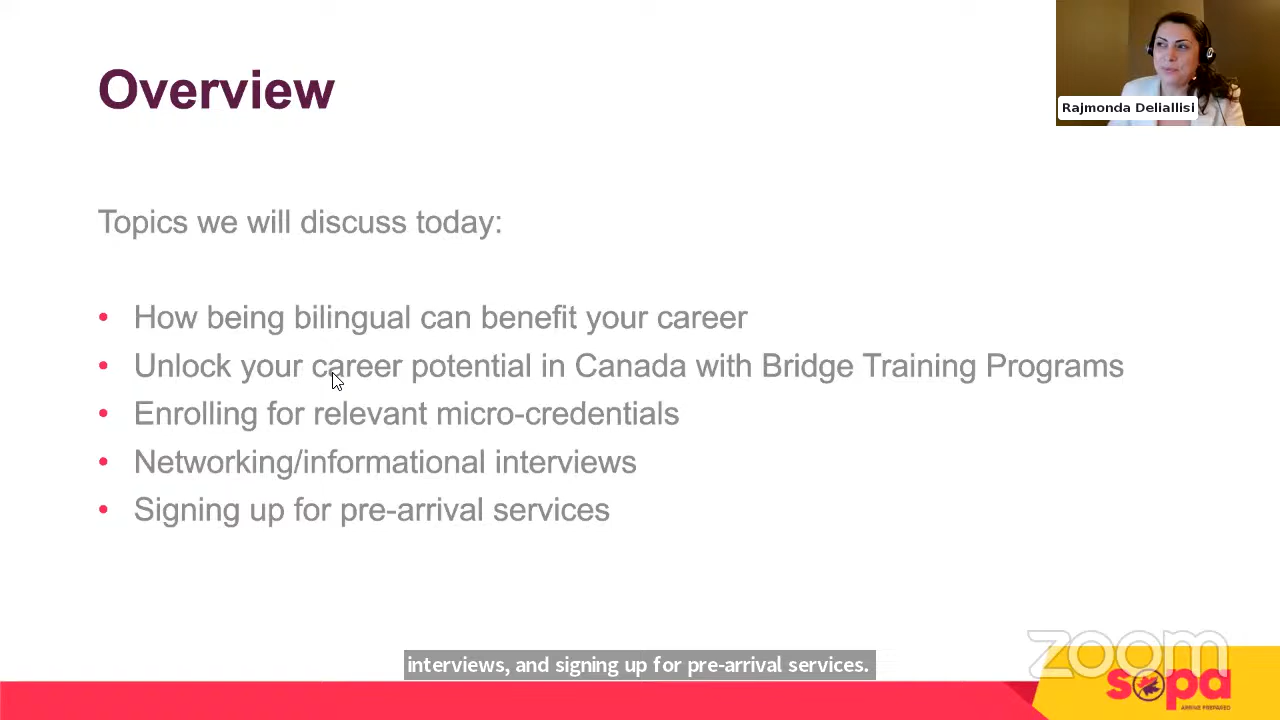 Overview
Rajmonda Deliallisi
Topics we will discuss today:
• How being bilingual can benefit your career
• Unlock your career potential in Canada with Bridge Training Programs
• Enrolling for relevant micro-credentials
• Networking/informational interviews
• Signing up for pre-arrival services
interviews, and signing up for pre-arrival services.
zoom
sopa
ARRIVE PREPARED